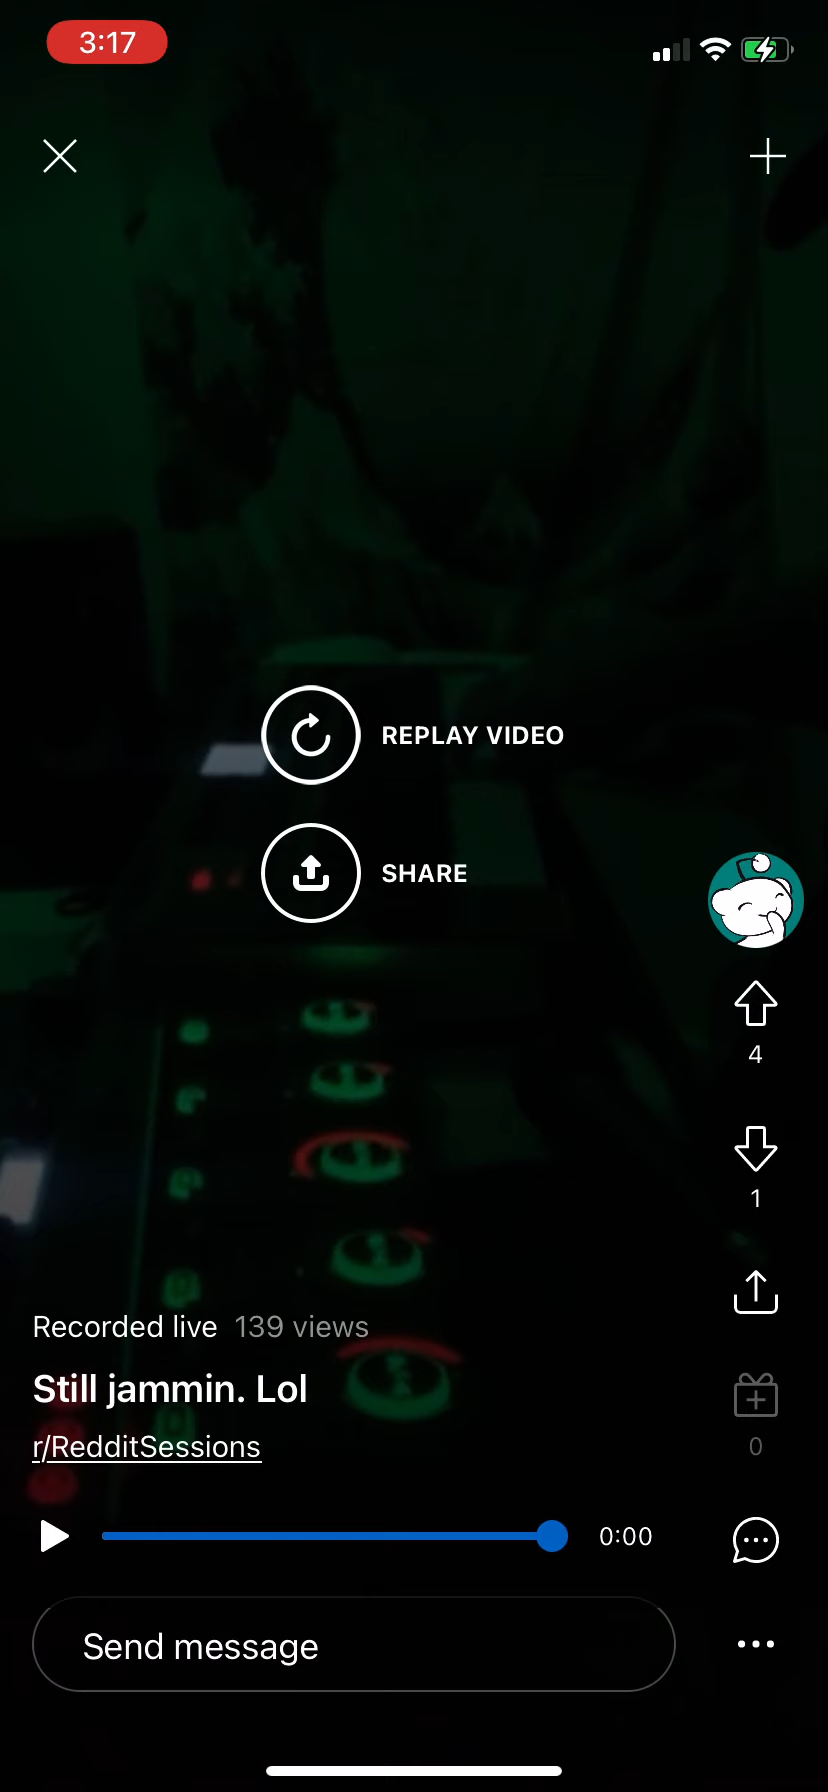 3:17
REPLAY VIDEO
SHARE
4
1
Recorded live 139 views
Still jammin. Lol
r/RedditSessions
0
0:00
Send message